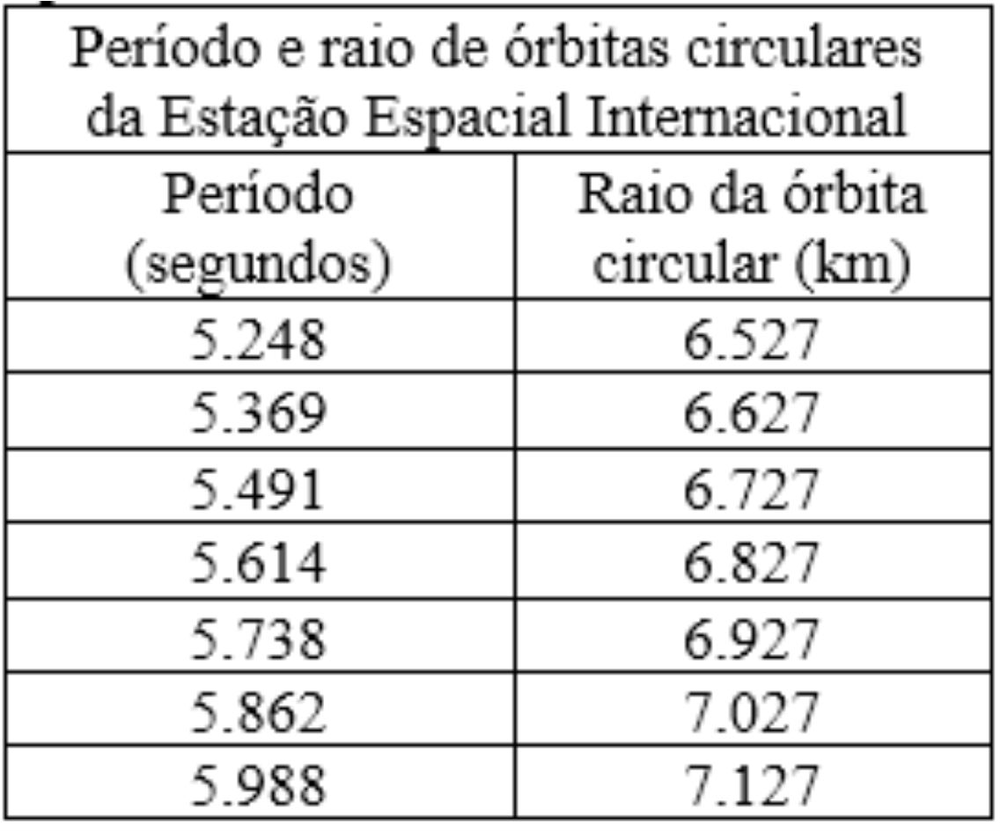 Período e raio de órbitas circulares
da Estação Espacial Internacional
Período Raio da órbita
(segundos) circular (km)
5.248 6.527
5.369 6.627
5.491 6.727
5.614 6.827
5.738 6.927
5.862 7.027
5.988 7.127